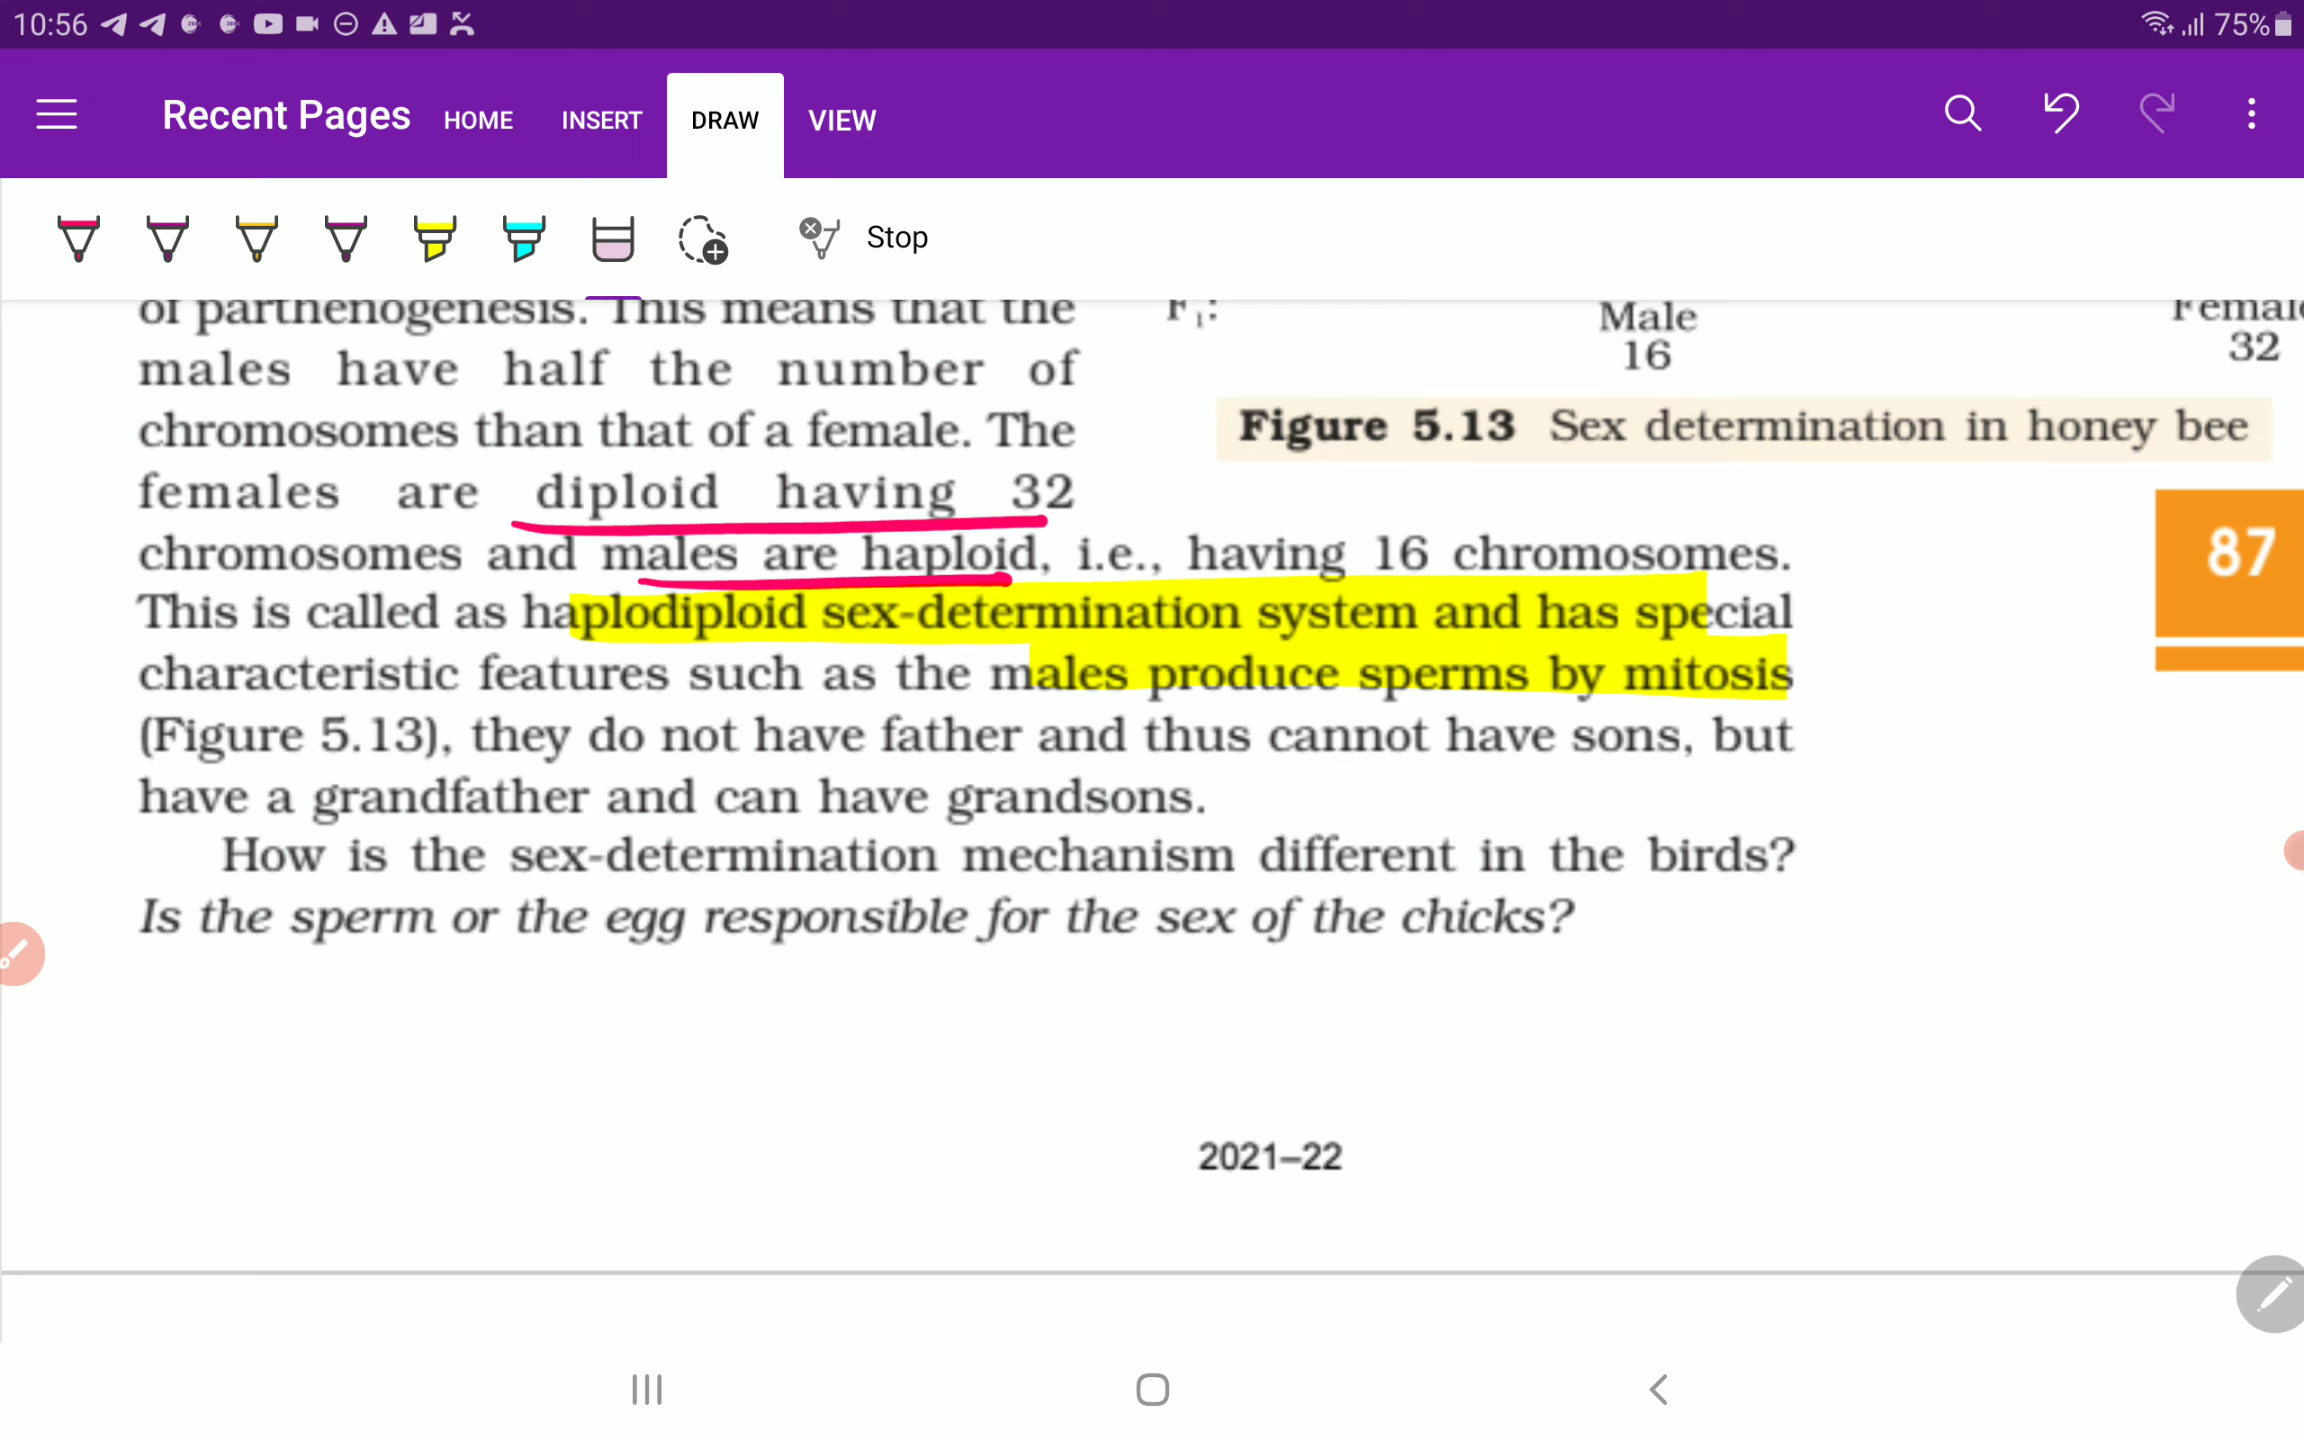 10:56
75%
Recent Pages HOME INSERT DRAW VIEW
Stop
of parthenogenesis. This means that the
males have half the number of
chromosomes than that of a female. The
females are diploid having 32
chromosomes and males are haploid, i.e., having 16 chromosomes.
This is called as haplodiploid sex-determination system and has special
characteristic features such as the males produce sperms by mitosis
(Figure 5.13), they do not have father and thus cannot have sons, but
have a grandfather and can have grandsons.
How is the sex-determination mechanism different in the birds?
Is the sperm or the egg responsible for the sex of the chicks?
F1:
Male
16
Female
32
Figure 5.13 Sex determination in honey bee
87
2021–22